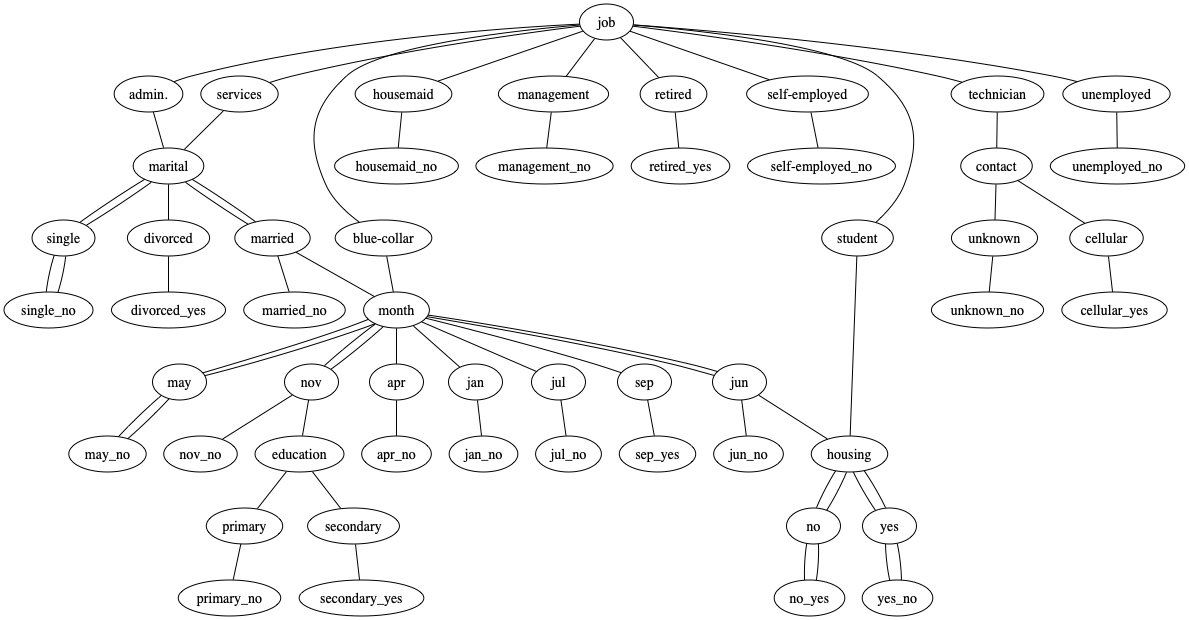 job
admin.
services
housemaid
management
retired
self-employed
technician
unemployed
marital
housemaid_no
management_no
retired_yes
self-employed_no
contact
unemployed_no
single
divorced
married
blue-collar
student
unknown
cellular
single_no
divorced_yes
married_no
month
unknown_no
cellular_yes
may
nov
apr
jan
jul
sep
jun
may_no
nov_no
education
apr_no
jan_no
jul_no
sep_yes
jun_no
housing
primary
secondary
no
yes
primary_no
secondary_yes
no_yes
yes_no